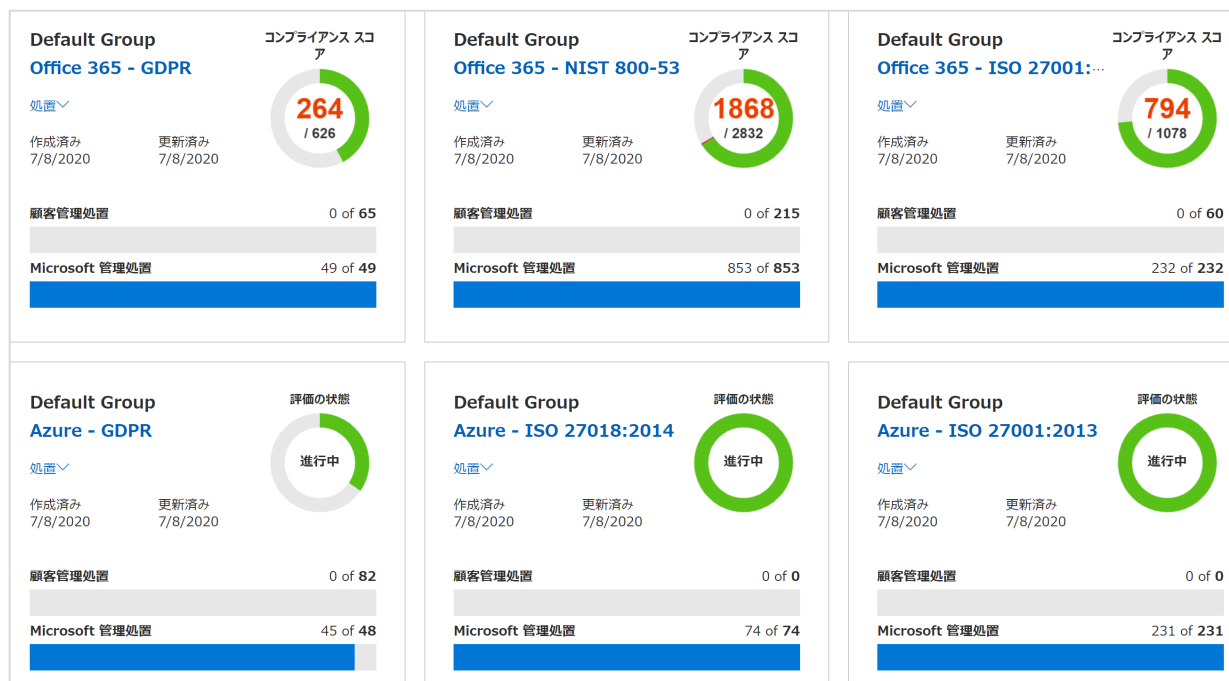 Default Group
コンプライアンス スコ
ア
Office 365 - GDPR
264
/ 626
処置
作成済み 更新済み
7/8/2020 7/8/2020
顧客管理処置 0 of 65
Microsoft 管理処置 49 of 49
Default Group
コンプライアンス スコ
ア
Office 365 - NIST 800-53
1868
/ 2832
処置
作成済み 更新済み
7/8/2020 7/8/2020
顧客管理処置 0 of 215
Microsoft 管理処置 853 of 853
Default Group
コンプライアンス スコ
ア
Office 365 - ISO 27001:…
794
/ 1078
処置
作成済み 更新済み
7/8/2020 7/8/2020
顧客管理処置 0 of 60
Microsoft 管理処置 232 of 232
Default Group
評価の状態
Azure - GDPR
進行中
処置
作成済み 更新済み
7/8/2020 7/8/2020
顧客管理処置 0 of 82
Microsoft 管理処置 45 of 48
Default Group
評価の状態
Azure - ISO 27018:2014
進行中
処置
作成済み 更新済み
7/8/2020 7/8/2020
顧客管理処置 0 of 0
Microsoft 管理処置 74 of 74
Default Group
評価の状態
Azure - ISO 27001:2013
進行中
処置
作成済み 更新済み
7/8/2020 7/8/2020
顧客管理処置 0 of 0
Microsoft 管理処置 231 of 231